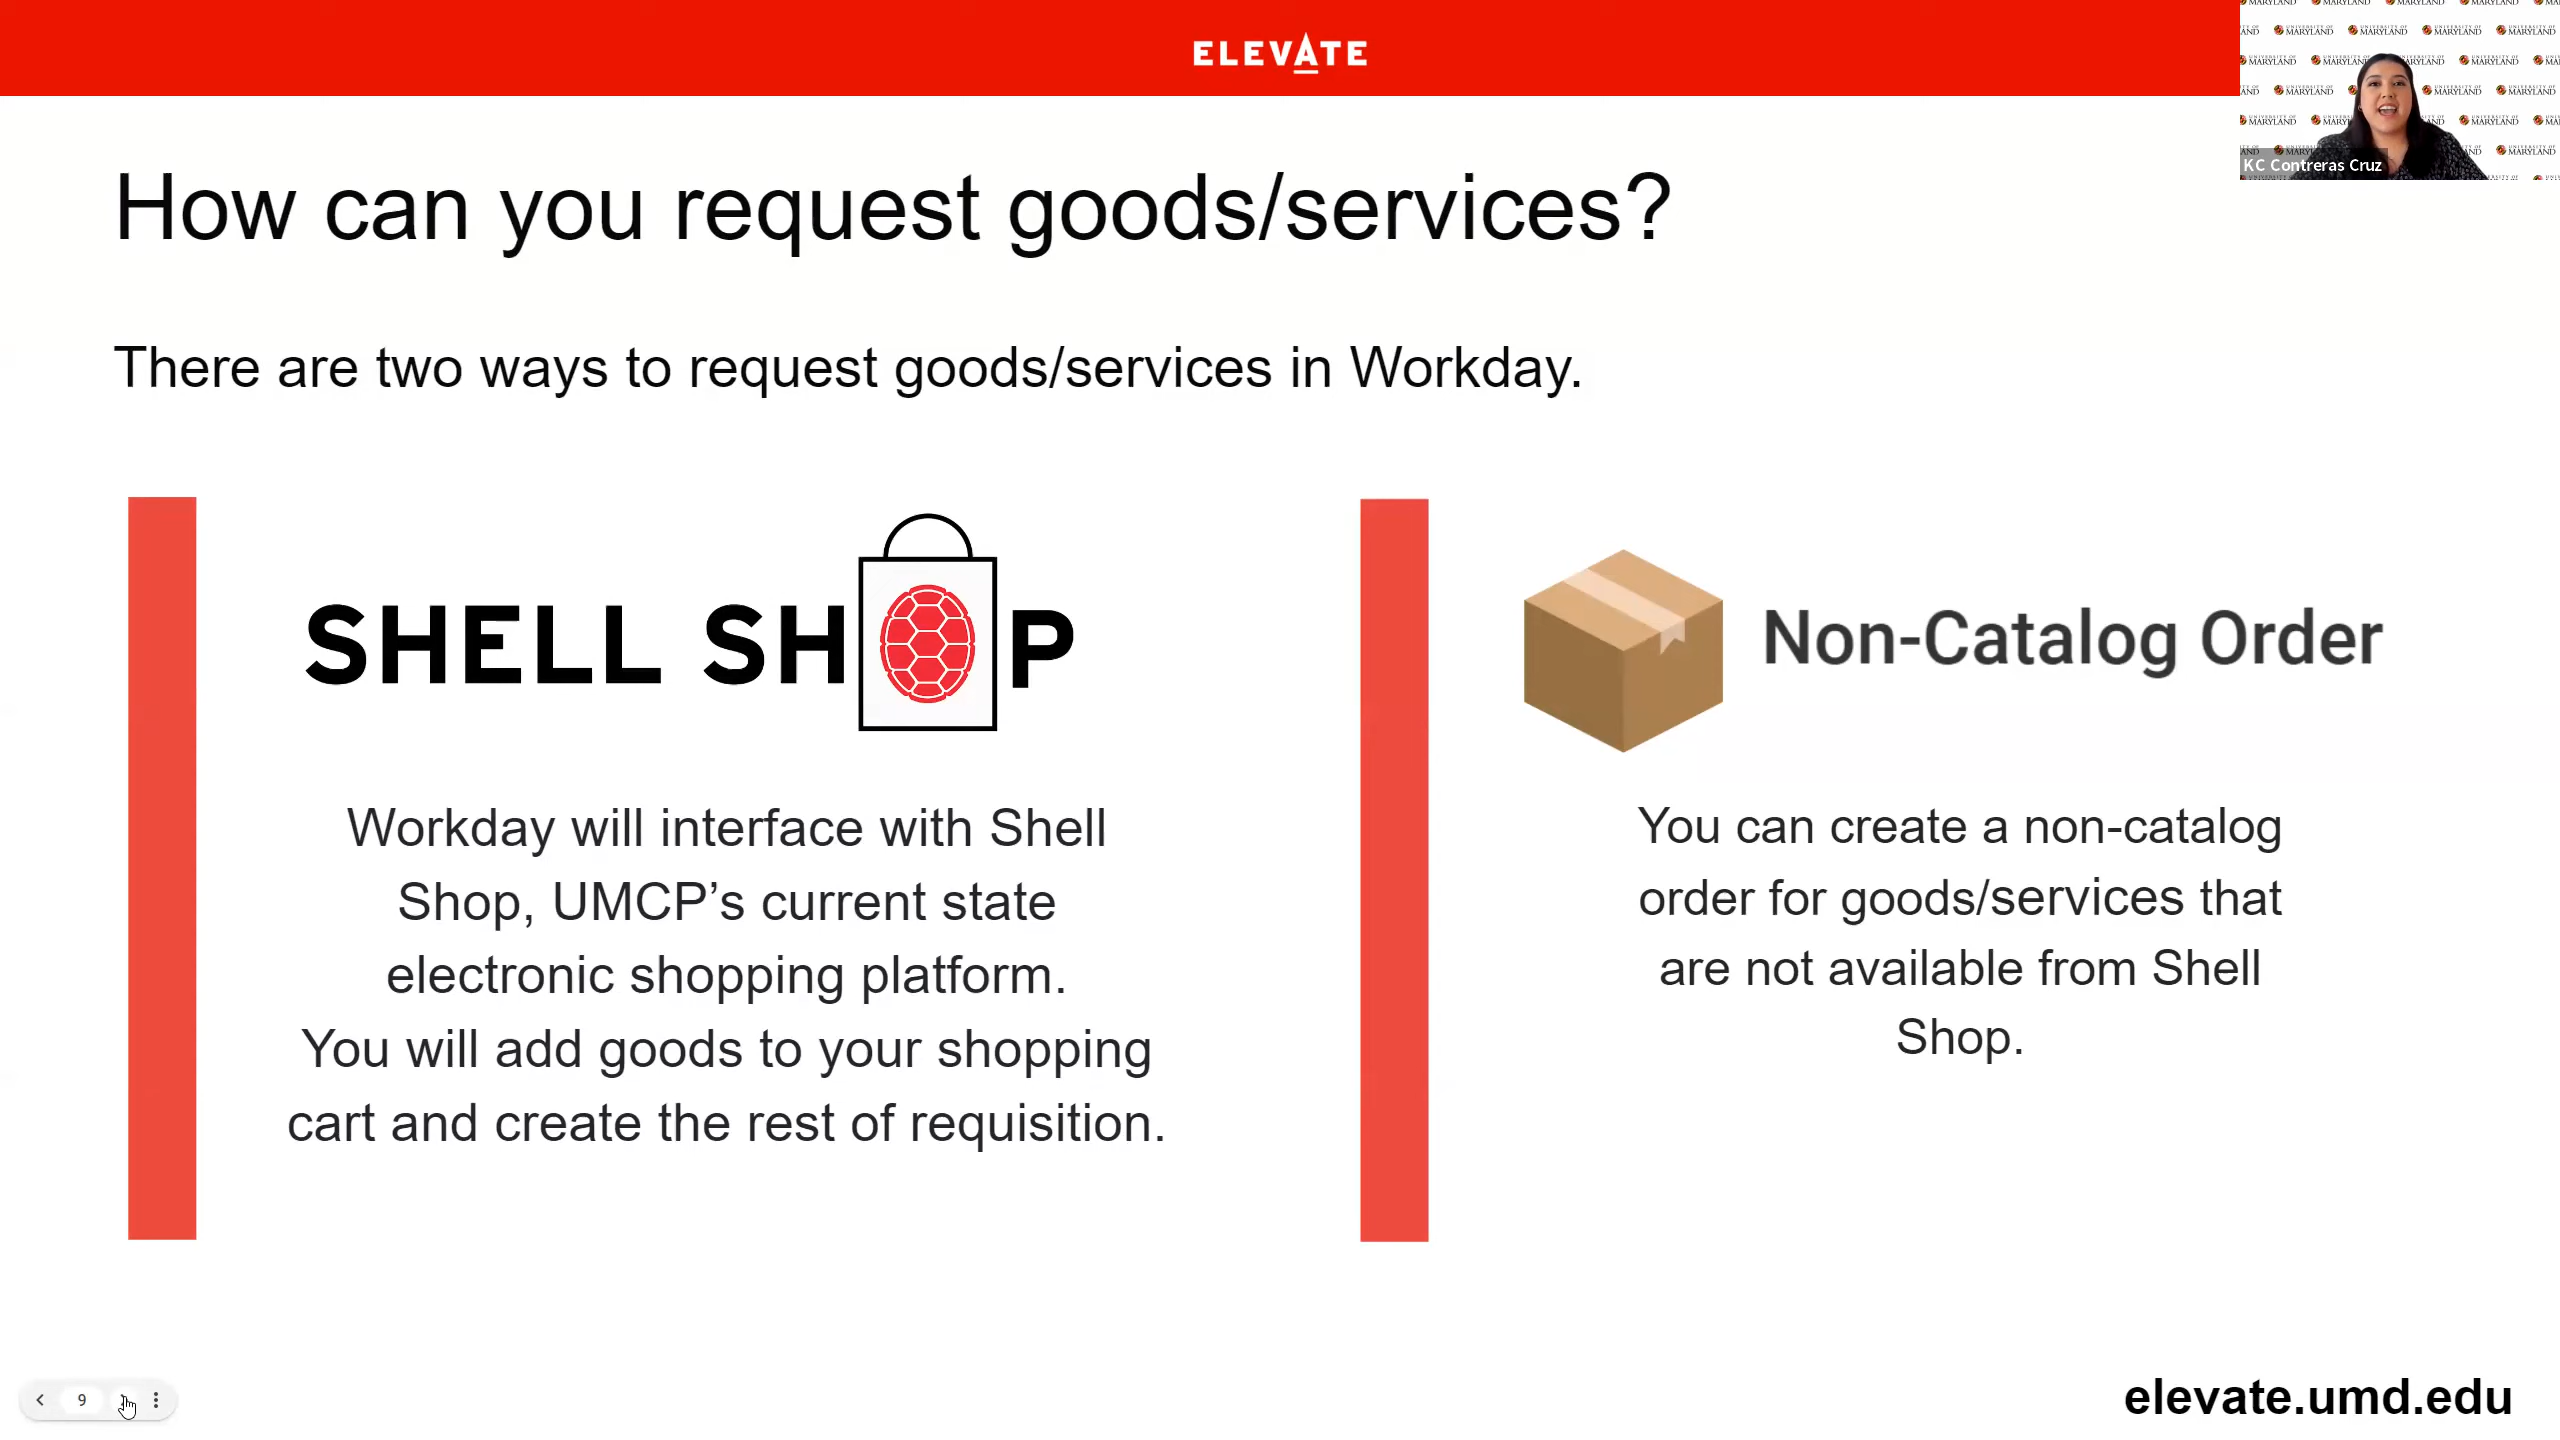 ELEVATE
UNIVERSITY OF MARYLAND
KC Contreras Cruz
How can you request goods/services?
There are two ways to request goods/services in Workday.
SHELL SHOP
Workday will interface with Shell
Shop, UMCP’s current state
electronic shopping platform.
You will add goods to your shopping
cart and create the rest of requisition.
Non-Catalog Order
You can create a non-catalog
order for goods/services that
are not available from Shell
Shop.
9
elevate.umd.edu